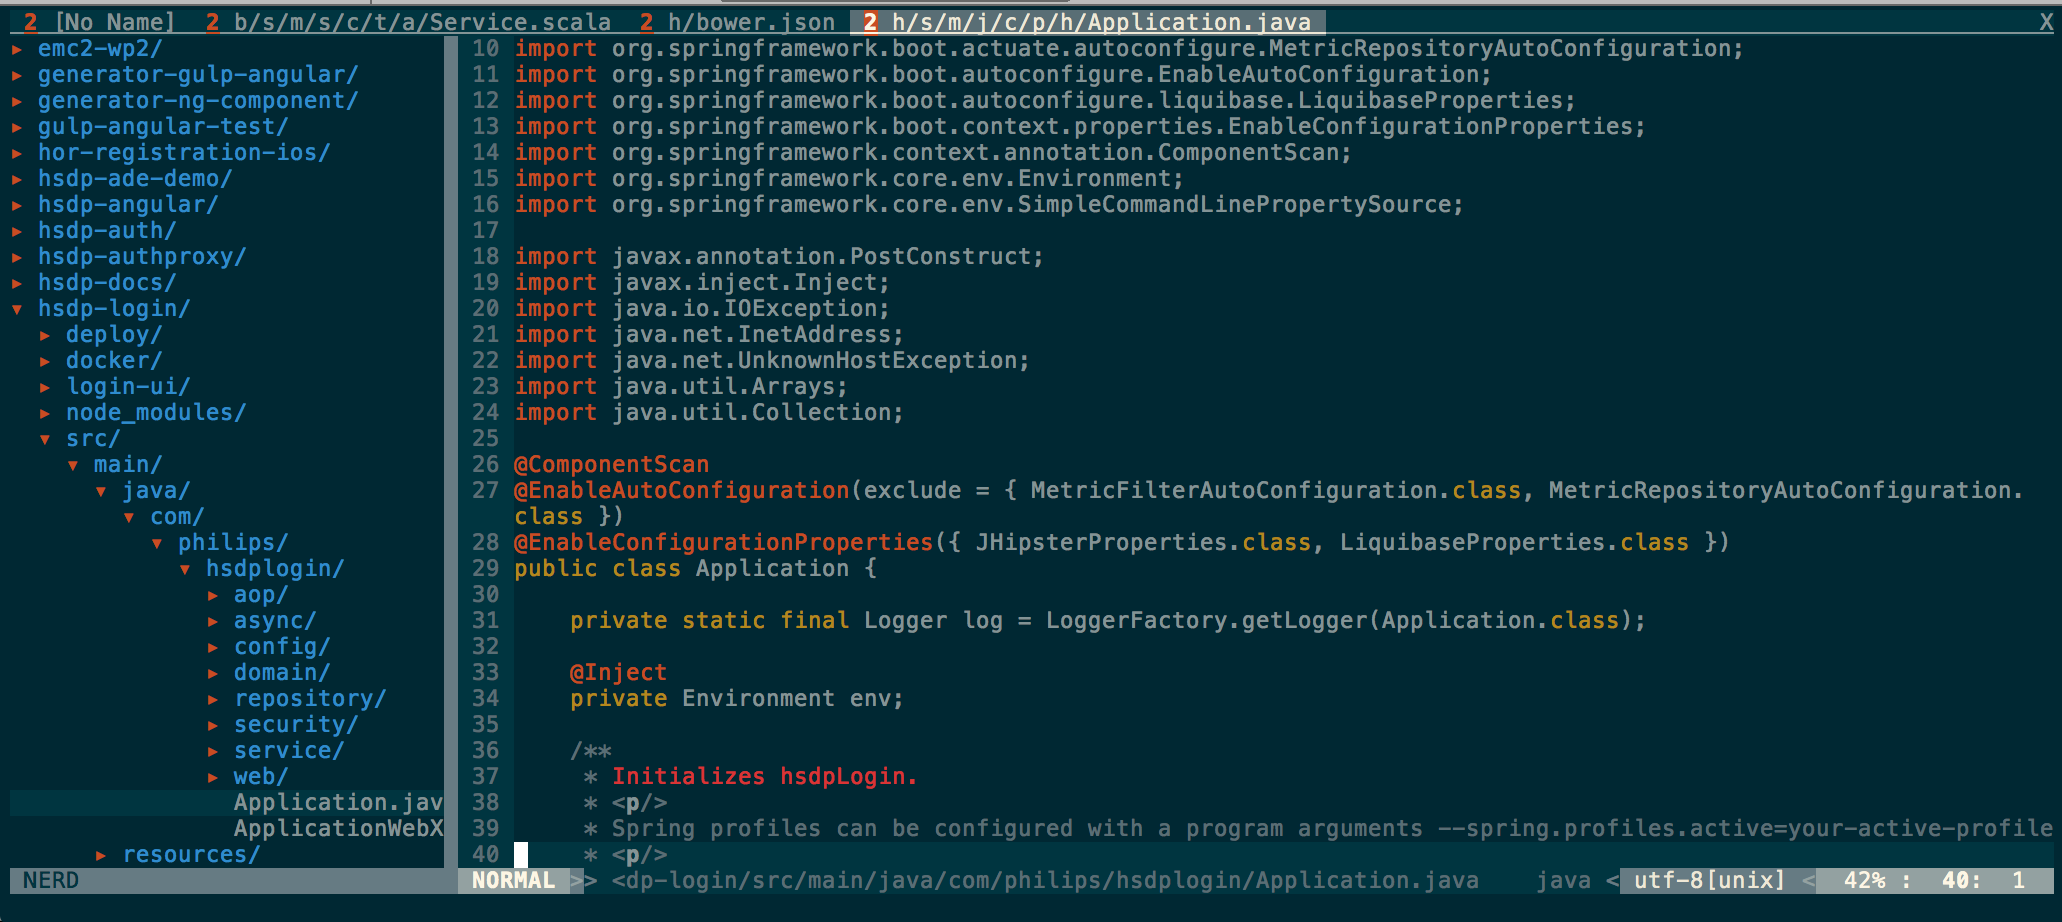 2 [No Name] 2 b/s/m/s/c/t/a/Service.scala 2 h/bower.json 2 h/s/m/j/c/p/h/Application.java X
▸ emc2-wp2/
▸ generator-gulp-angular/
▸ generator-ng-component/
▸ gulp-angular-test/
▸ hor-registration-ios/
▸ hsdp-ade-demo/
▸ hsdp-angular/
▸ hsdp-auth/
▸ hsdp-authproxy/
▸ hsdp-docs/
▾ hsdp-login/
▸ deploy/
▸ docker/
▸ login-ui/
▸ node_modules/
▾ src/
▾ main/
▾ java/
▾ com/
▾ philips/
▾ hsdplogin/
▸ aop/
▸ async/
▸ config/
▸ domain/
▸ repository/
▸ security/
▸ service/
▸ web/
Application.jav
ApplicationWebX
▸ resources/
NERD
10 import org.springframework.boot.actuate.autoconfigure.MetricRepositoryAutoConfiguration;
11 import org.springframework.boot.autoconfigure.EnableAutoConfiguration;
12 import org.springframework.boot.autoconfigure.liquibase.LiquibaseProperties;
13 import org.springframework.boot.context.properties.EnableConfigurationProperties;
14 import org.springframework.context.annotation.ComponentScan;
15 import org.springframework.core.env.Environment;
16 import org.springframework.core.env.SimpleCommandLinePropertySource;
17
18 import javax.annotation.PostConstruct;
19 import javax.inject.Inject;
20 import java.io.IOException;
21 import java.net.InetAddress;
22 import java.net.UnknownHostException;
23 import java.util.Arrays;
24 import java.util.Collection;
25
26 @ComponentScan
27 @EnableAutoConfiguration(exclude = { MetricFilterAutoConfiguration.class, MetricRepositoryAutoConfiguration.
class })
28 @EnableConfigurationProperties({ JHipsterProperties.class, LiquibaseProperties.class })
29 public class Application {
30
31 private static final Logger log = LoggerFactory.getLogger(Application.class);
32
33 @Inject
34 private Environment env;
35
36 /**
37 * Initializes hsdpLogin.
38 * <p/>
39 * Spring profiles can be configured with a program arguments --spring.profiles.active=your-active-profile
40 * <p/>
NORMAL >> <dp-login/src/main/java/com/philips/hsdplogin/Application.java java < utf-8[unix] < 42% : 40: 1